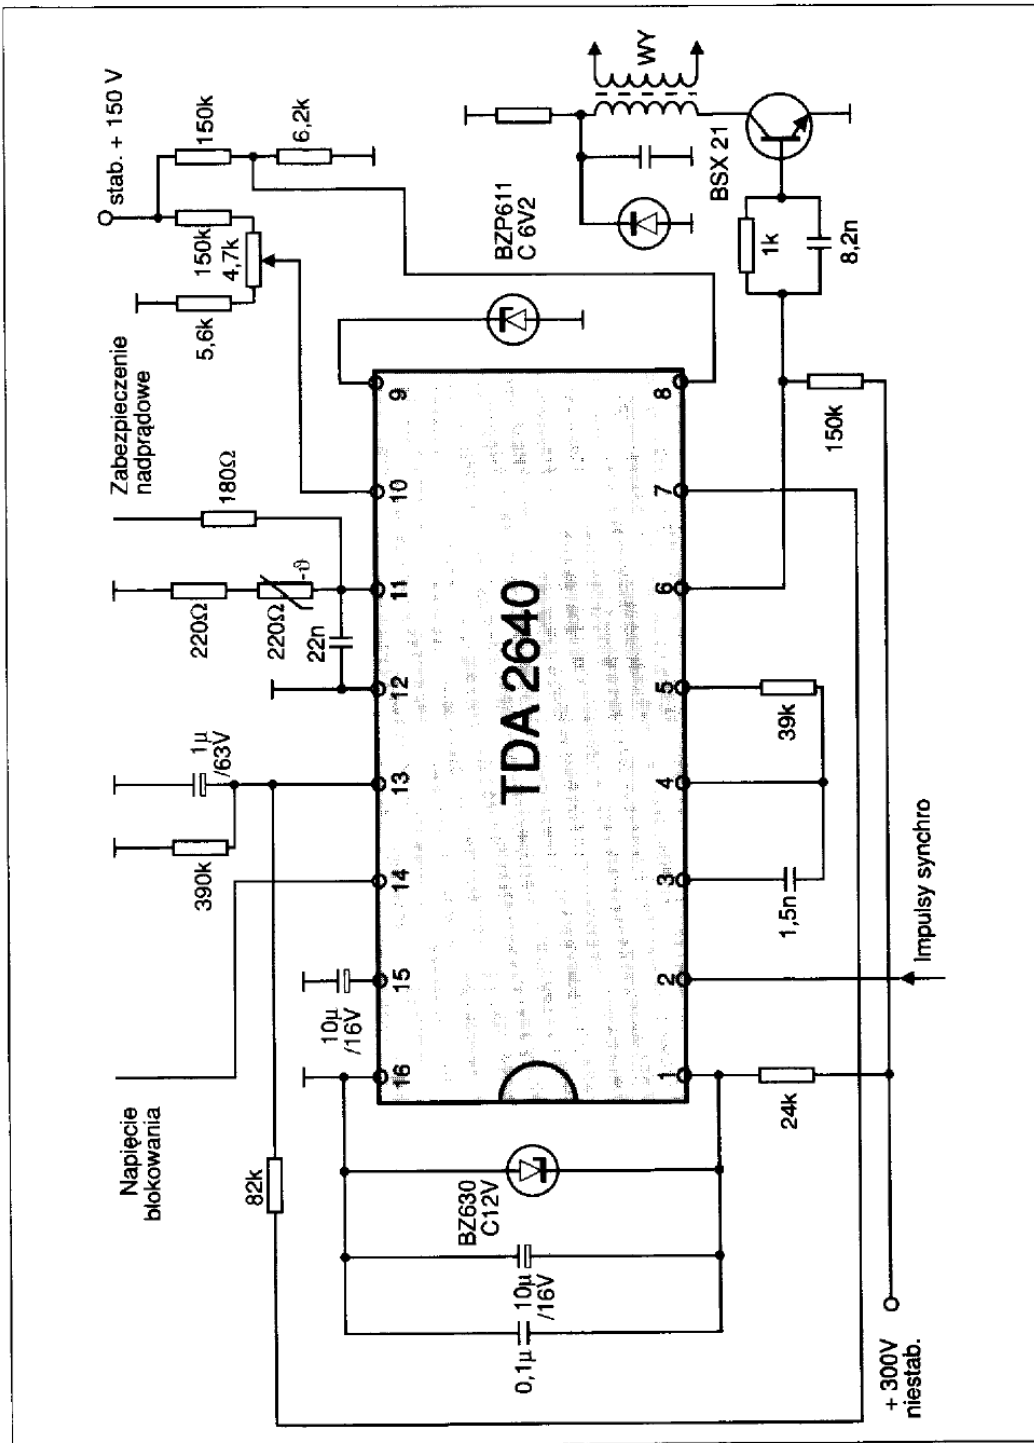 Zabezpieczenie
nadprądowe
stab. + 150 V
150k
6,2k
150k
4,7k
5,6k
180Ω
220Ω
220Ω
-ϑ
22n
1µ
/63V
390k
10µ
/16V
Napięcie
blokowania
82k
BZ630
C12V
10µ
/16V
0,1µ
TDA 2640
16
15
14
13
12
11
10
9
1
2
3
4
5
6
7
8
BZP611
C 6V2
WY
BSX 21
1k
8,2n
150k
39k
1,5n
Impulsy synchro
24k
+ 300V
niestab.